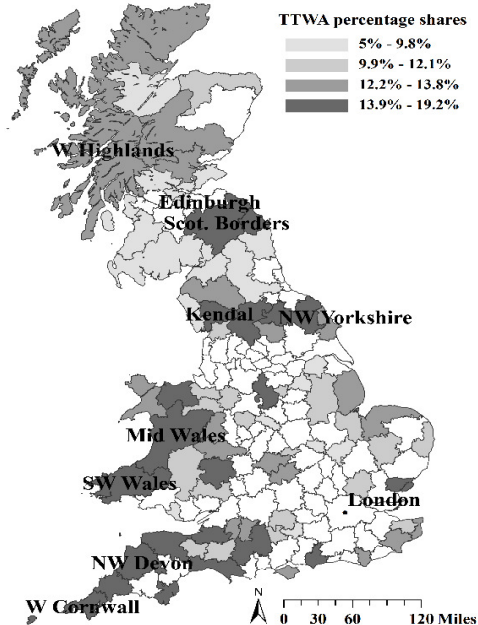 TTWA percentage shares
5% - 9.8%
9.9% - 12.1%
12.2% - 13.8%
13.9% - 19.2%
W Highlands
Edinburgh
Scot. Borders
Kendal
NW Yorkshire
Mid Wales
SW Wales
London
NW Devon
W Cornwall
N
0 30 60 120 Miles